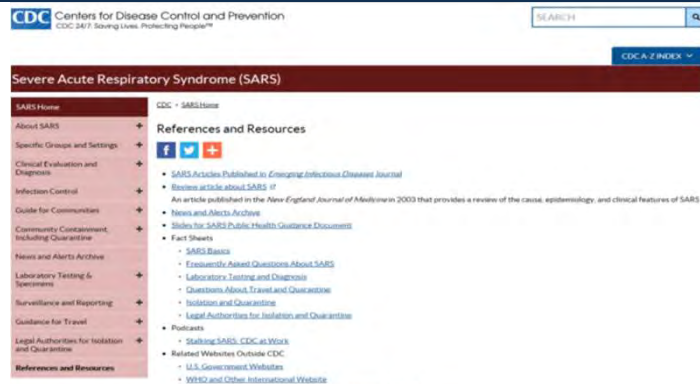 CDC Centers for Disease Control and Prevention
CDC 24/7: Saving Lives. Protecting People™
SEARCH
CDC A-Z INDEX
Severe Acute Respiratory Syndrome (SARS)
SARS Home
About SARS +
Specific Groups and Settings +
Clinical Evaluation and
Diagnosis +
Infection Control +
Guide for Communities +
Community Containment,
Including Quarantine +
News and Alerts Archive
Laboratory Testing &
Specimens +
Surveillance and Reporting +
Guidance for Travel +
Legal Authorities for Isolation
and Quarantine +
References and Resources
CDC › SARS Home
References and Resources
• SARS Articles Published in Emerging Infectious Diseases Journal
• Review article about SARS
An article published in the New England Journal of Medicine in 2003 that provides a review of the cause, epidemiology, and clinical features of SARS
• News and Alerts Archive
• Slides for SARS Public Health Guidance Document
• Fact Sheets
◦ SARS Basics
◦ Frequently Asked Questions About SARS
◦ Laboratory Testing and Diagnosis
◦ Questions About Travel and Quarantine
◦ Isolation and Quarantine
◦ Legal Authorities for Isolation and Quarantine
• Podcasts
◦ Stalking SARS: CDC at Work
• Related Websites Outside CDC
◦ U.S. Government Websites
◦ WHO and Other International Website